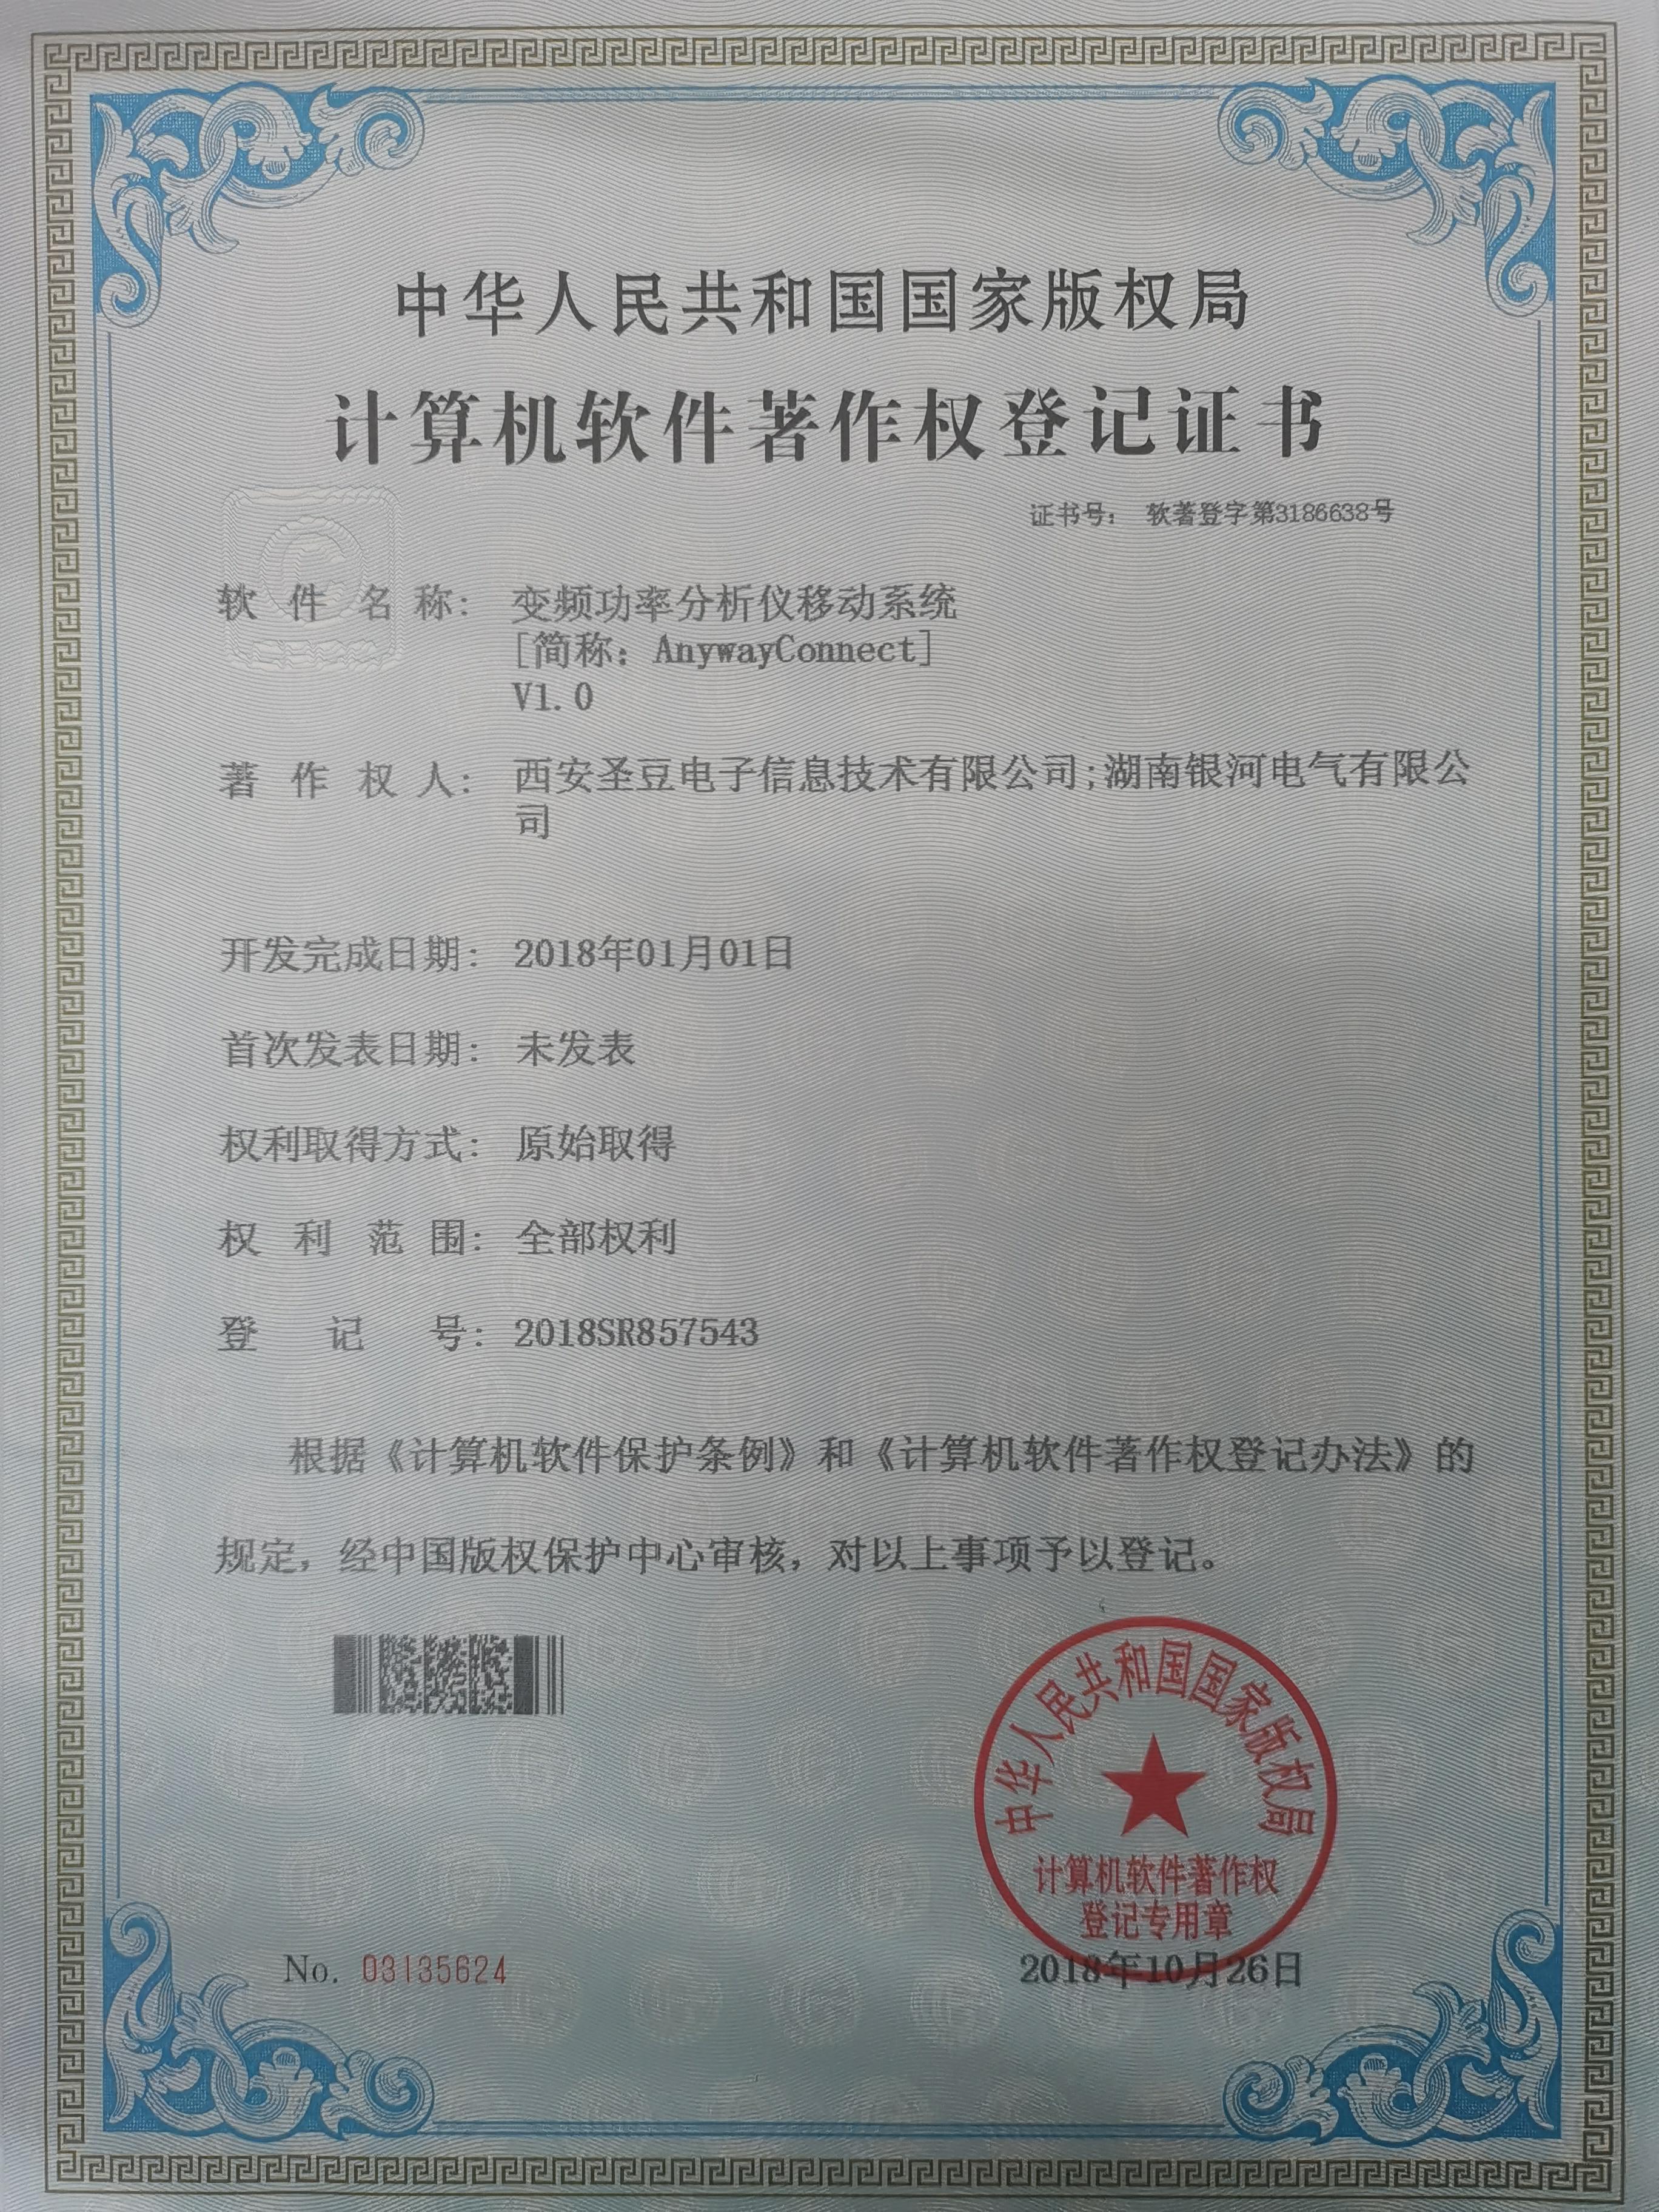 中华人民共和国国家版权局
计算机软件著作权登记证书
证书号： 软著登字第3186638号
软件名称： 变频功率分析仪移动系统
[简称：AnywayConnect]
V1.0
著作权人： 西安圣豆电子信息技术有限公司;湖南银河电气有限公
司
开发完成日期： 2018年01月01日
首次发表日期： 未发表
权利取得方式： 原始取得
权利范围： 全部权利
登记号： 2018SR857543
根据《计算机软件保护条例》和《计算机软件著作权登记办法》的
规定，经中国版权保护中心审核，对以上事项予以登记。
中华人民共和国国家版权局
计算机软件著作权
登记专用章
No. 03135624
2018年10月26日